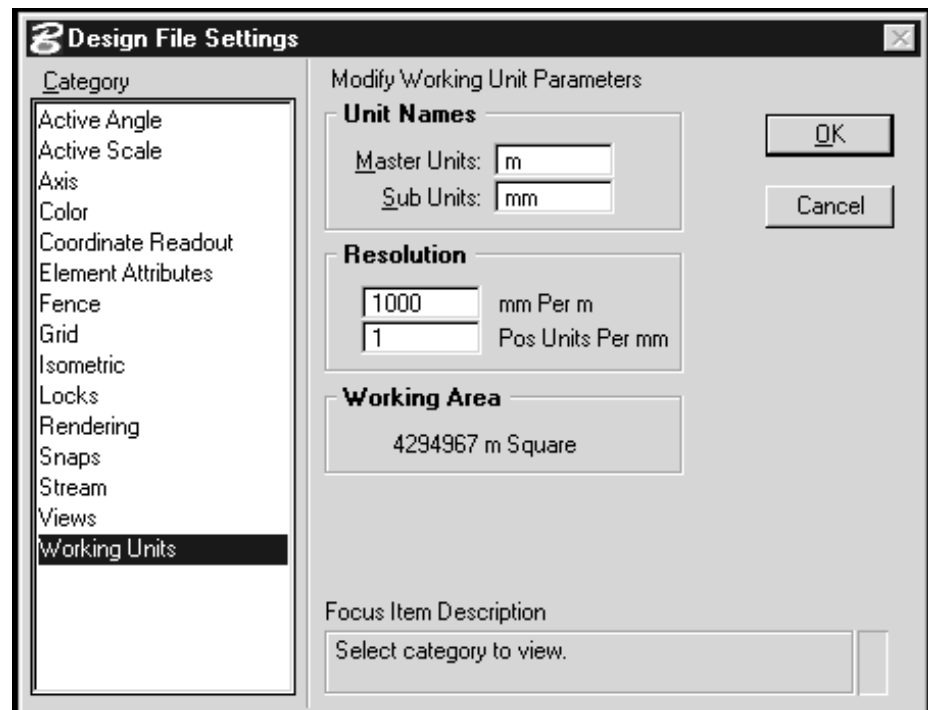 Design File Settings
Category
Active Angle
Active Scale
Axis
Color
Coordinate Readout
Element Attributes
Fence
Grid
Isometric
Locks
Rendering
Snaps
Stream
Views
Working Units
Modify Working Unit Parameters
Unit Names
Master Units: m
Sub Units: mm
Resolution
1000 mm Per m
1 Pos Units Per mm
Working Area
4294967 m Square
Focus Item Description
Select category to view.
OK
Cancel